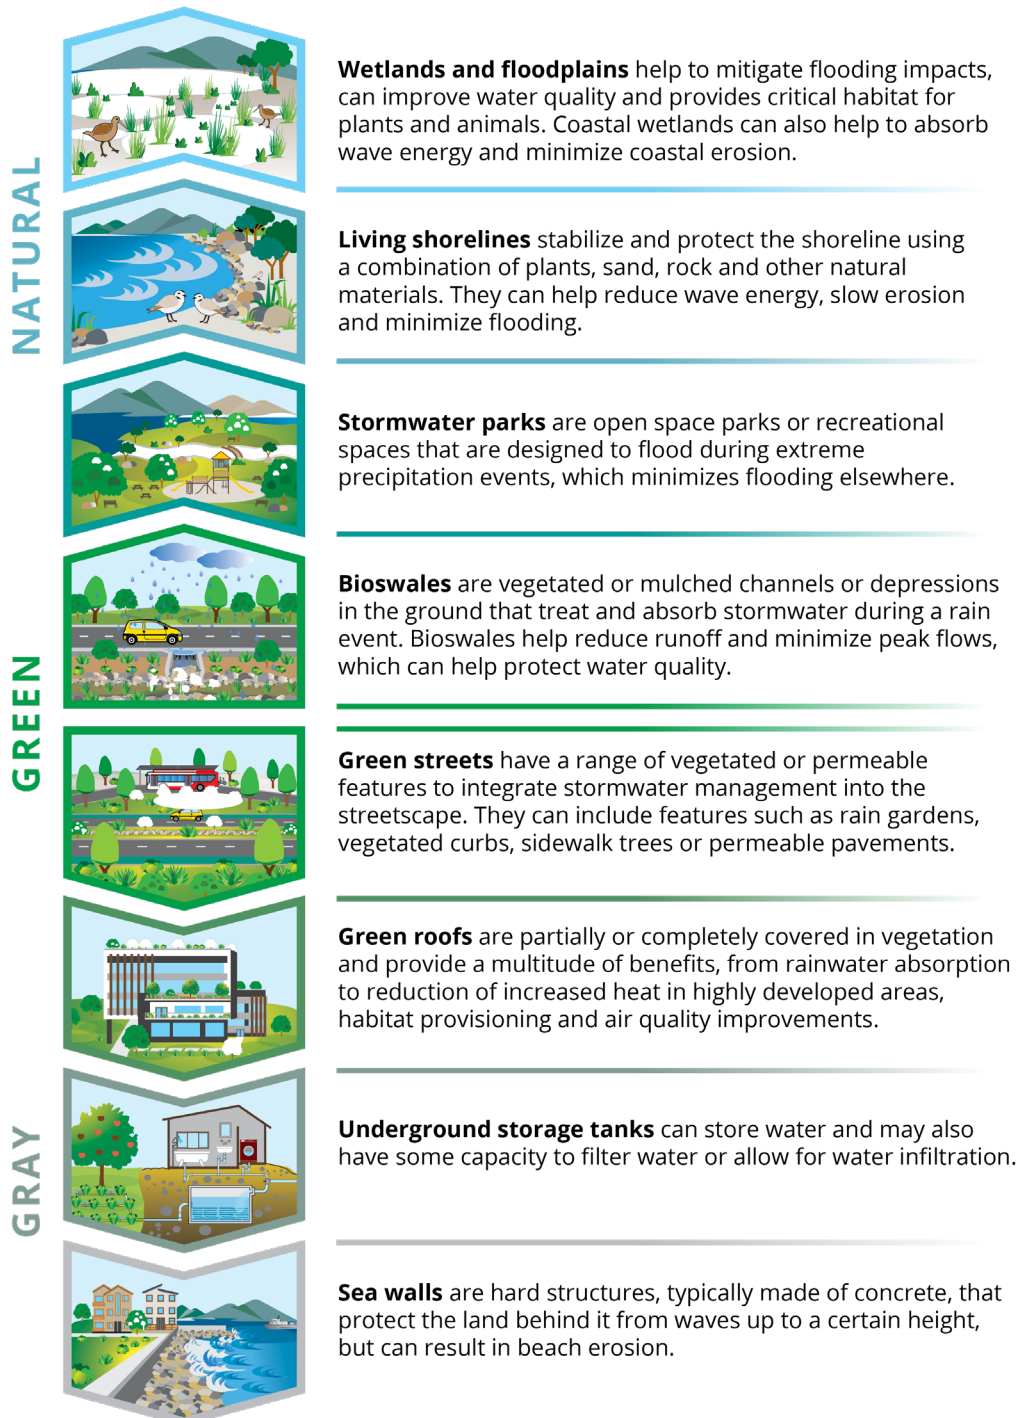 NATURAL
Wetlands and floodplains help to mitigate flooding impacts,
can improve water quality and provides critical habitat for
plants and animals. Coastal wetlands can also help to absorb
wave energy and minimize coastal erosion.
Living shorelines stabilize and protect the shoreline using
a combination of plants, sand, rock and other natural
materials. They can help reduce wave energy, slow erosion
and minimize flooding.
Stormwater parks are open space parks or recreational
spaces that are designed to flood during extreme
precipitation events, which minimizes flooding elsewhere.
GREEN
Bioswales are vegetated or mulched channels or depressions
in the ground that treat and absorb stormwater during a rain
event. Bioswales help reduce runoff and minimize peak flows,
which can help protect water quality.
Green streets have a range of vegetated or permeable
features to integrate stormwater management into the
streetscape. They can include features such as rain gardens,
vegetated curbs, sidewalk trees or permeable pavements.
Green roofs are partially or completely covered in vegetation
and provide a multitude of benefits, from rainwater absorption
to reduction of increased heat in highly developed areas,
habitat provisioning and air quality improvements.
GRAY
Underground storage tanks can store water and may also
have some capacity to filter water or allow for water infiltration.
Sea walls are hard structures, typically made of concrete, that
protect the land behind it from waves up to a certain height,
but can result in beach erosion.